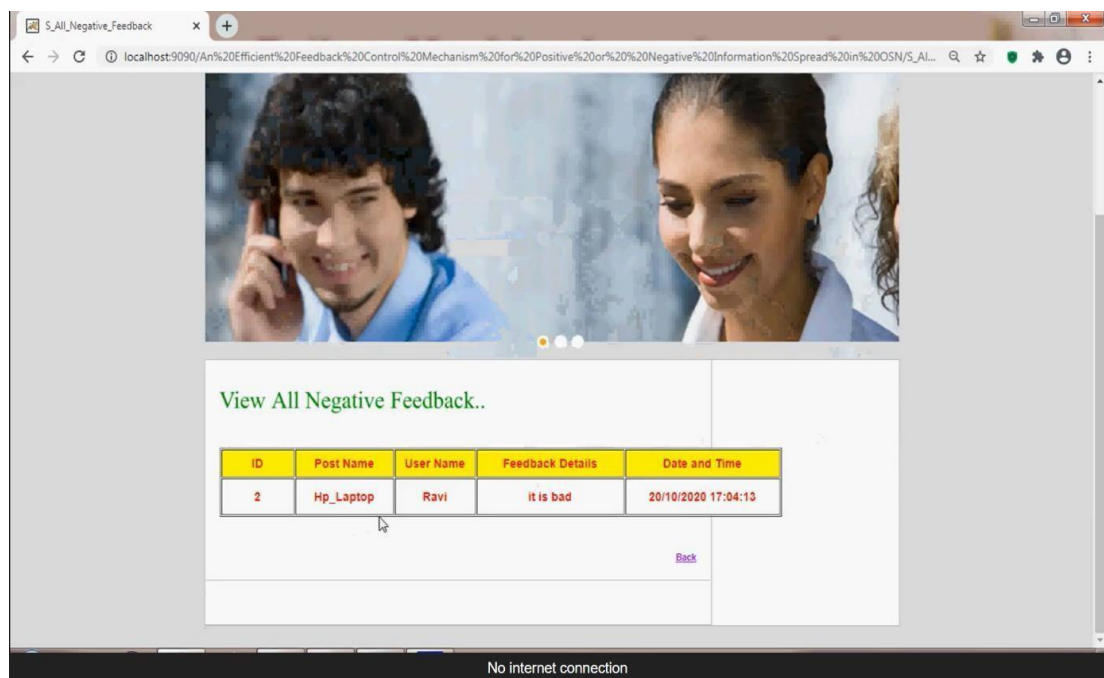 S_All_Negative_Feedback
localhost:9090/An%20Efficient%20Feedback%20Control%20Mechanism%20for%20Positive%20or%20%20Negative%20Information%20Spread%20in%20OSN/S_Al...
View All Negative Feedback..
ID Post Name User Name Feedback Details Date and Time
2 Hp_Laptop Ravi it is bad 20/10/2020 17:04:13
Back
No internet connection